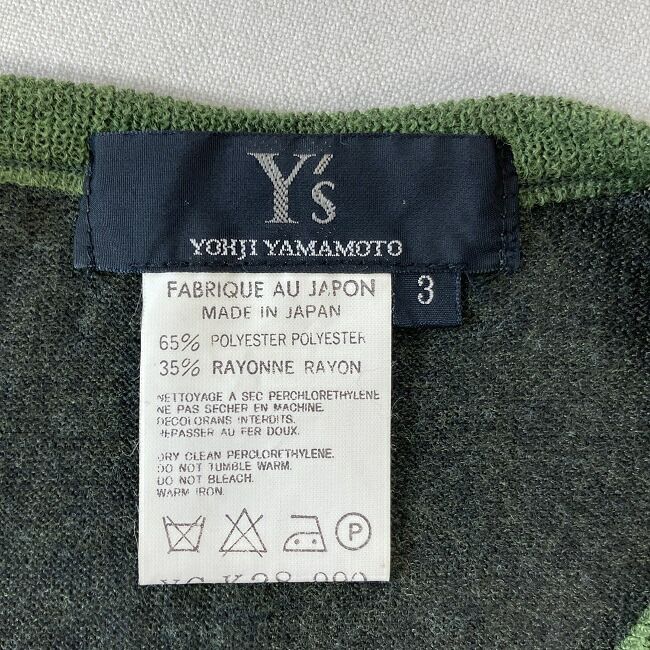 Y's
YOHJI YAMAMOTO
3
FABRIQUE AU JAPON
MADE IN JAPAN
65% POLYESTER POLYESTER
35% RAYONNE RAYON
NETTOYAGE A SEC PERCHLORETHYLENE
NE PAS SECHER EN MACHINE.
DECOLORANS INTERDITS.
REPASSER AU FER DOUX.
DRY CLEAN PERCLORETHYLENE.
DO NOT TUMBLE WARM.
DO NOT BLEACH.
WARM IRON.
P